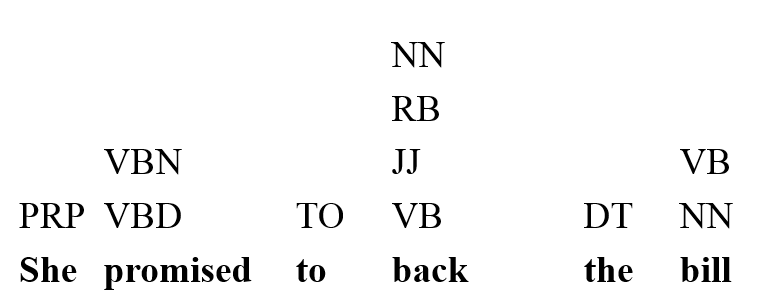 NN
RB
VBN JJ VB
PRP VBD TO VB DT NN
She promised to back the bill